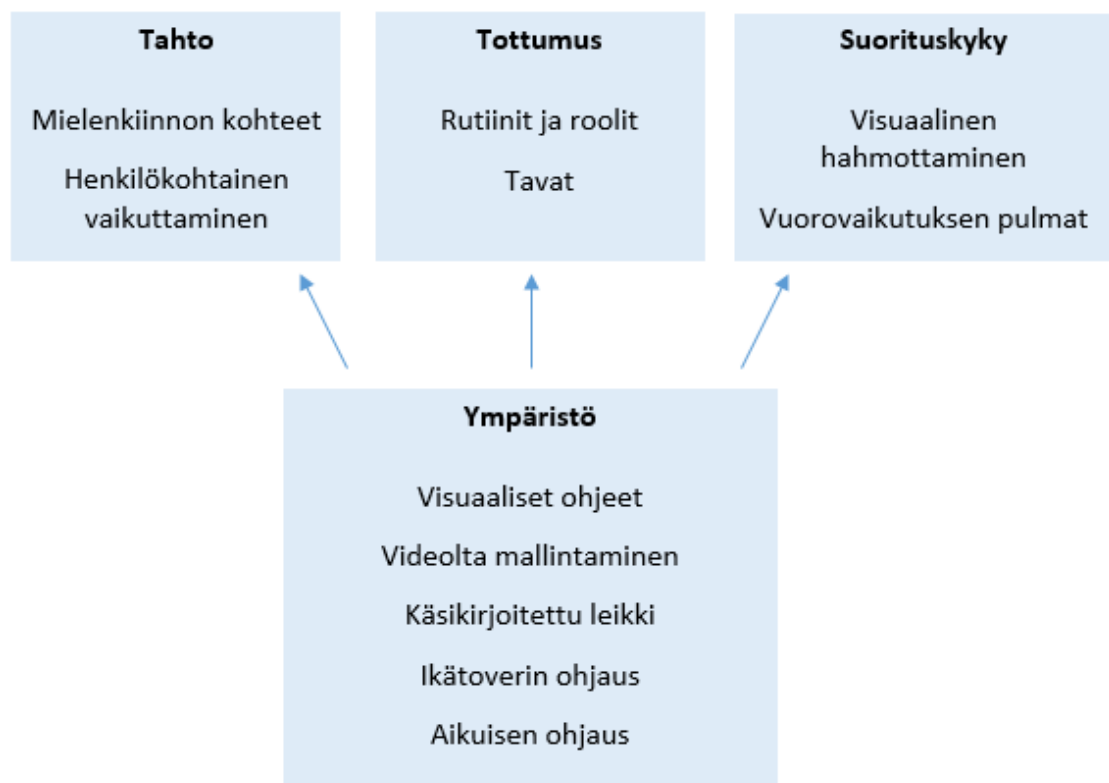 Tahto
Mielenkiinnon kohteet
Henkilökohtainen
vaikuttaminen
Tottumus
Rutiinit ja roolit
Tavat
Suorituskyky
Visuaalinen
hahmottaminen
Vuorovaikutuksen pulmat
Ympäristö
Visuaaliset ohjeet
Videolta mallintaminen
Käsikirjoitettu leikki
Ikätoverin ohjaus
Aikuisen ohjaus